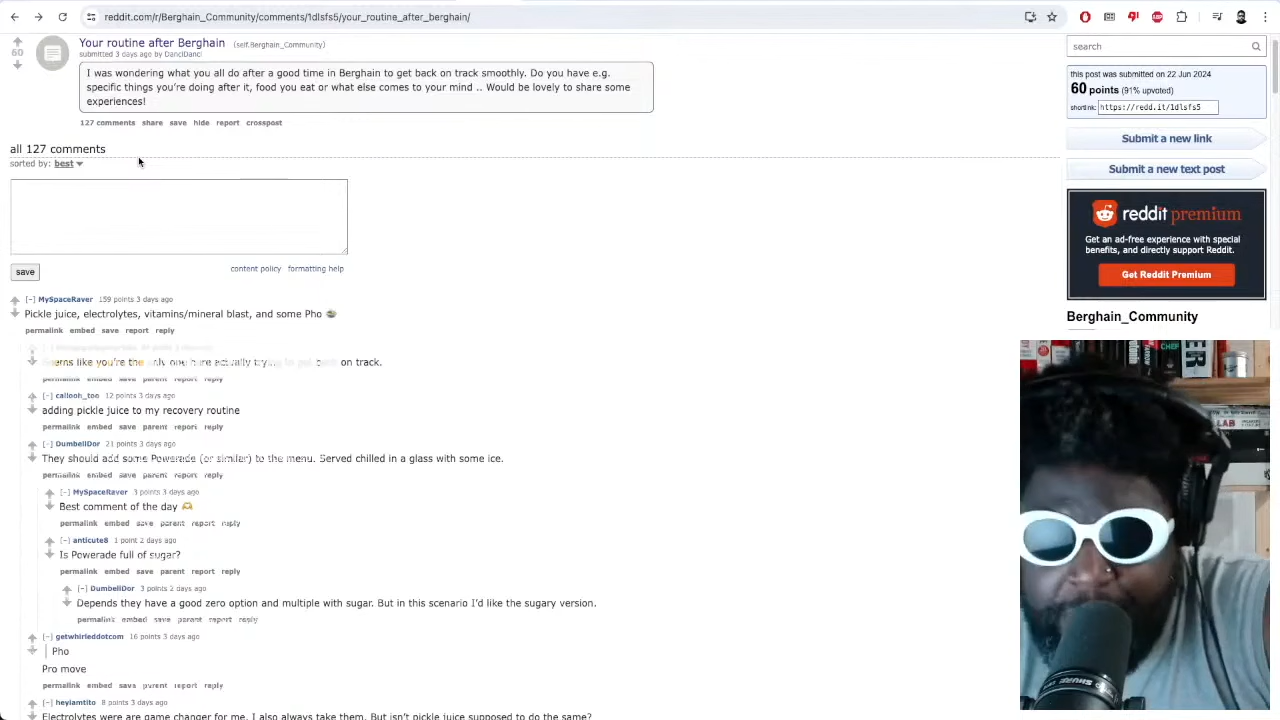 reddit.com/r/Berghain_Community/comments/1dlsfs5/your_routine_after_berghain/
60
Your routine after Berghain (self.Berghain_Community)
submitted 3 days ago by DanciDanci
I was wondering what you all do after a good time in Berghain to get back on track smoothly. Do you have e.g.
specific things you're doing after it, food you eat or what else comes to your mind .. Would be lovely to share some
experiences!
127 comments share save hide report crosspost
all 127 comments
sorted by: best
save
content policy formatting help
[-] MySpaceRaver 159 points 3 days ago
Pickle juice, electrolytes, vitamins/mineral blast, and some Pho
permalink embed save report reply
like you're the only one here actually on track.
permalink embed save parent report reply
[-] callooh_too 12 points 3 days ago
adding pickle juice to my recovery routine
permalink embed save parent report reply
[-] DumbellDor 21 points 3 days ago
They should add some Powerade (or similar) to the menu. Served chilled in a glass with some ice.
permalink embed save parent report reply
[-] MySpaceRaver 3 points 3 days ago
Best comment of the day
permalink embed save parent report reply
[-] anticute8 1 point 2 days ago
Is Powerade full of sugar?
permalink embed save parent report reply
[-] DumbellDor 3 points 2 days ago
Depends they have a good zero option and multiple with sugar. But in this scenario I'd like the sugary version.
permalink embed save parent report reply
[-] getwhirleddotcom 16 points 3 days ago
Pho
Pro move
permalink embed save parent report reply
[-] heyiamtito 8 points 3 days ago
Electrolytes were are game changer for me. I also always take them. But isn't pickle juice supposed to do the same?
search
this post was submitted on 22 Jun 2024
60 points (91% upvoted)
shortlink: https://redd.it/1dlsfs5
Submit a new link
Submit a new text post
reddit premium
Get an ad-free experience with special
benefits, and directly support Reddit.
Get Reddit Premium
Berghain_Community
CHEF
LAB
SHURE